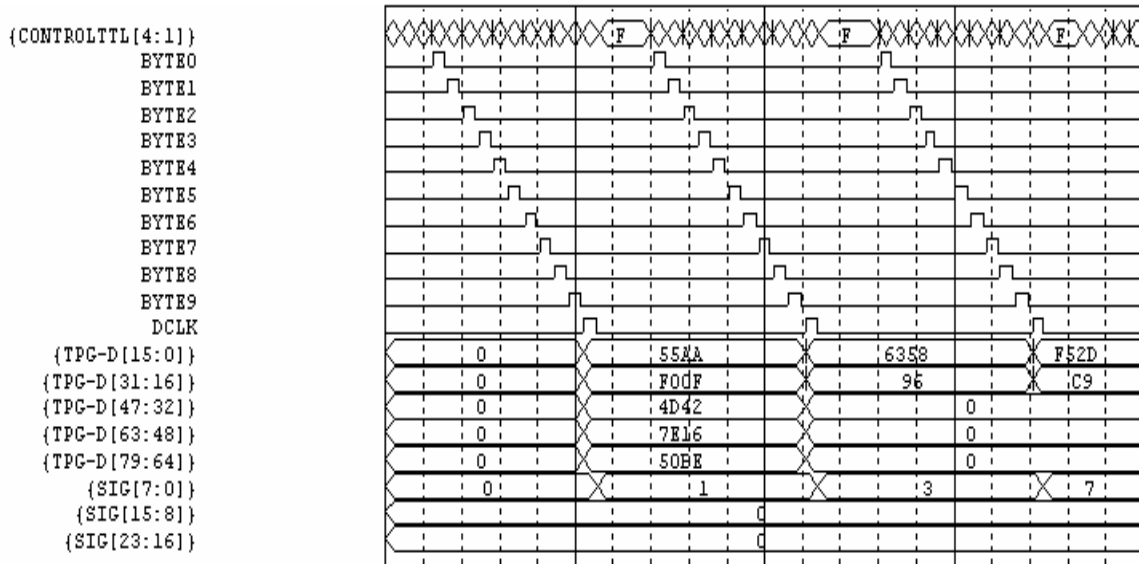 {CONTROLTTL[4:1]} F F F
BYTE0
BYTE1
BYTE2
BYTE3
BYTE4
BYTE5
BYTE6
BYTE7
BYTE8
BYTE9
DCLK
{TPG-D[15:0]} 0 55AA 6358 F52D
{TPG-D[31:16]} 0 F00F 96 C9
{TPG-D[47:32]} 0 4D42 0
{TPG-D[63:48]} 0 7E16 0
{TPG-D[79:64]} 0 50BE 0
{SIG[7:0]} 0 1 3 7
{SIG[15:8]} 0
{SIG[23:16]} 0